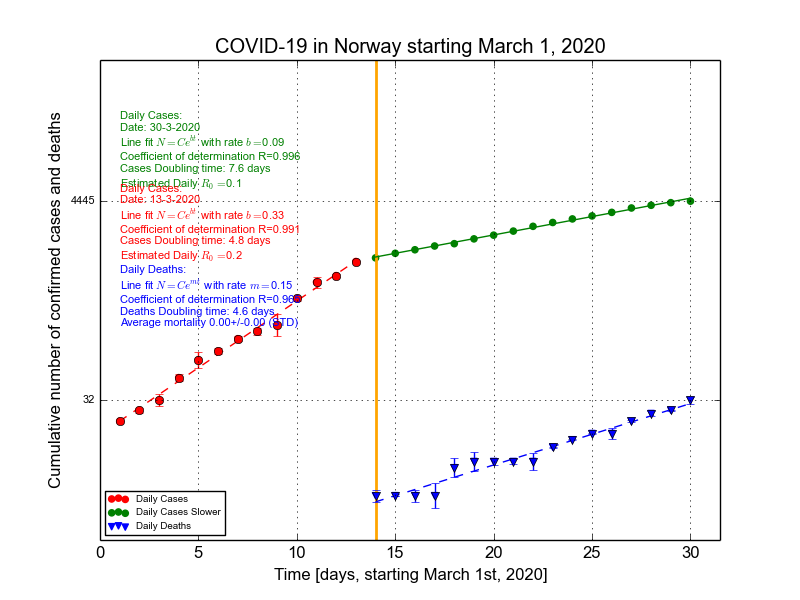 COVID-19 in Norway starting March 1, 2020
Cumulative number of confirmed cases and deaths
4445
32
Daily Cases:
Date: 30-3-2020
Line fit N = Ce^{bt} with rate b = 0.09
Coefficient of determination R=0.996
Cases Doubling time: 7.6 days
Estimated Daily R_0 = 0.1
Daily Cases:
Date: 13-3-2020
Line fit N = Ce^{bt} with rate b = 0.33
Coefficient of determination R=0.991
Cases Doubling time: 4.8 days
Estimated Daily R_0 = 0.2
Daily Deaths:
Line fit N = Ce^{mt} with rate m = 0.15
Coefficient of determination
Deaths Doubling time: 4.6 days
Average mortality 0.00+/-0.00 (STD)
Daily Cases
Daily Cases Slower
Daily Deaths
0 5 10 15 20 25 30
Time [days, starting March 1st, 2020]